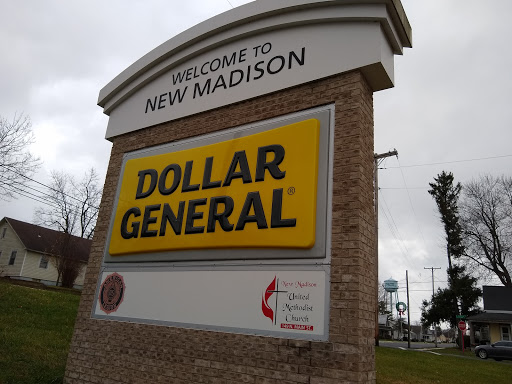 WELCOME TO
NEW MADISON
DOLLAR
GENERAL®
New Madison
United
Methodist
Church